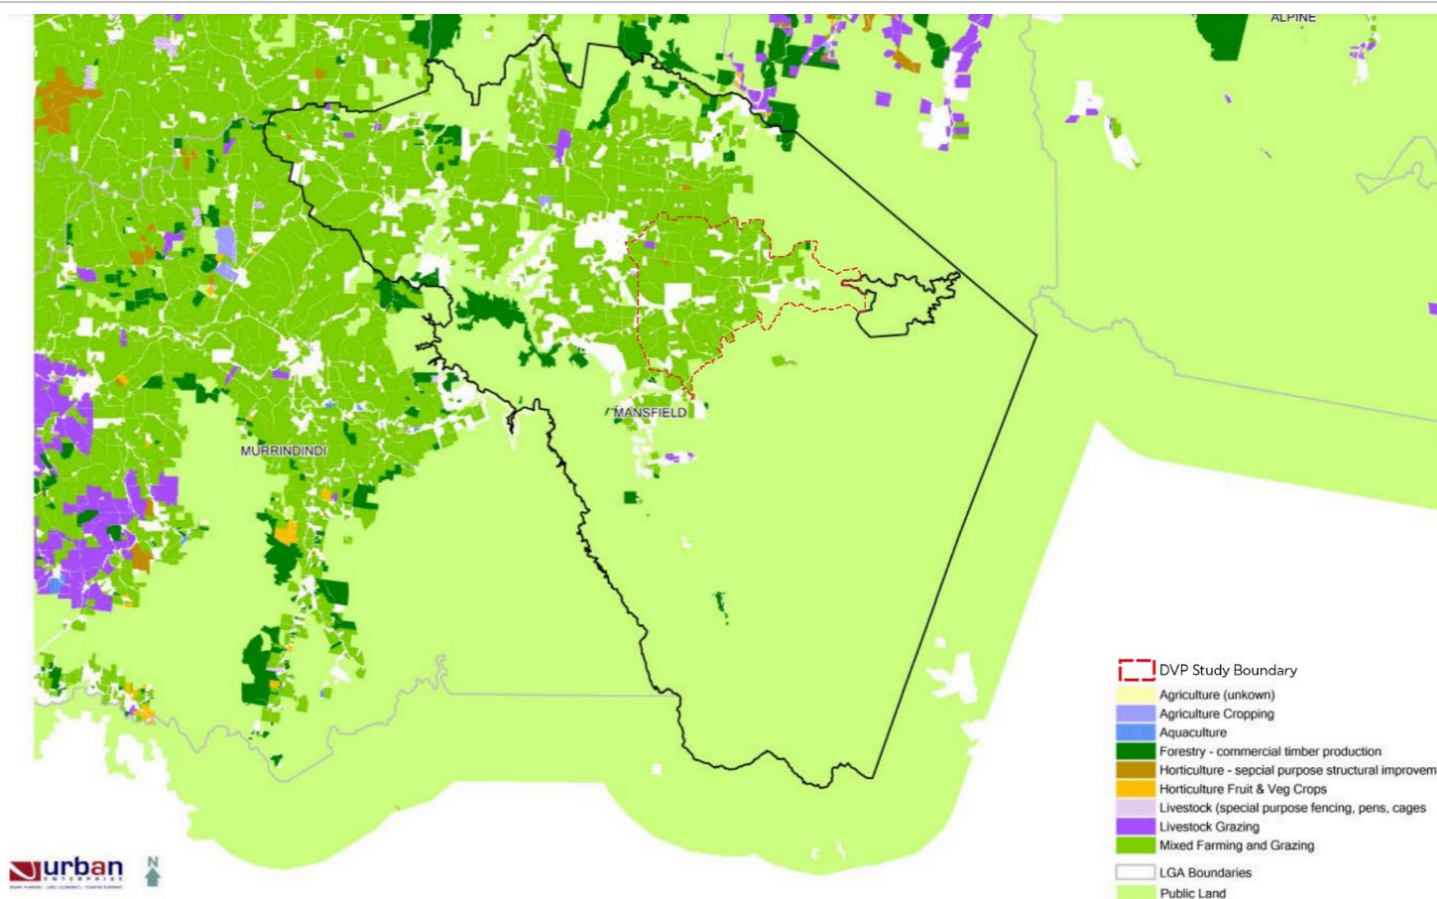 ALPINE
MANSFIELD
MURRINDINDI
DVP Study Boundary
Agriculture (unkown)
Agriculture Cropping
Aquaculture
Forestry - commercial timber production
Horticulture - sepcial purpose structural improvem
Horticulture Fruit & Veg Crops
Livestock (special purpose fencing, pens, cages
Livestock Grazing
Mixed Farming and Grazing
LGA Boundaries
Public Land
urban
ENTERPRISE
N